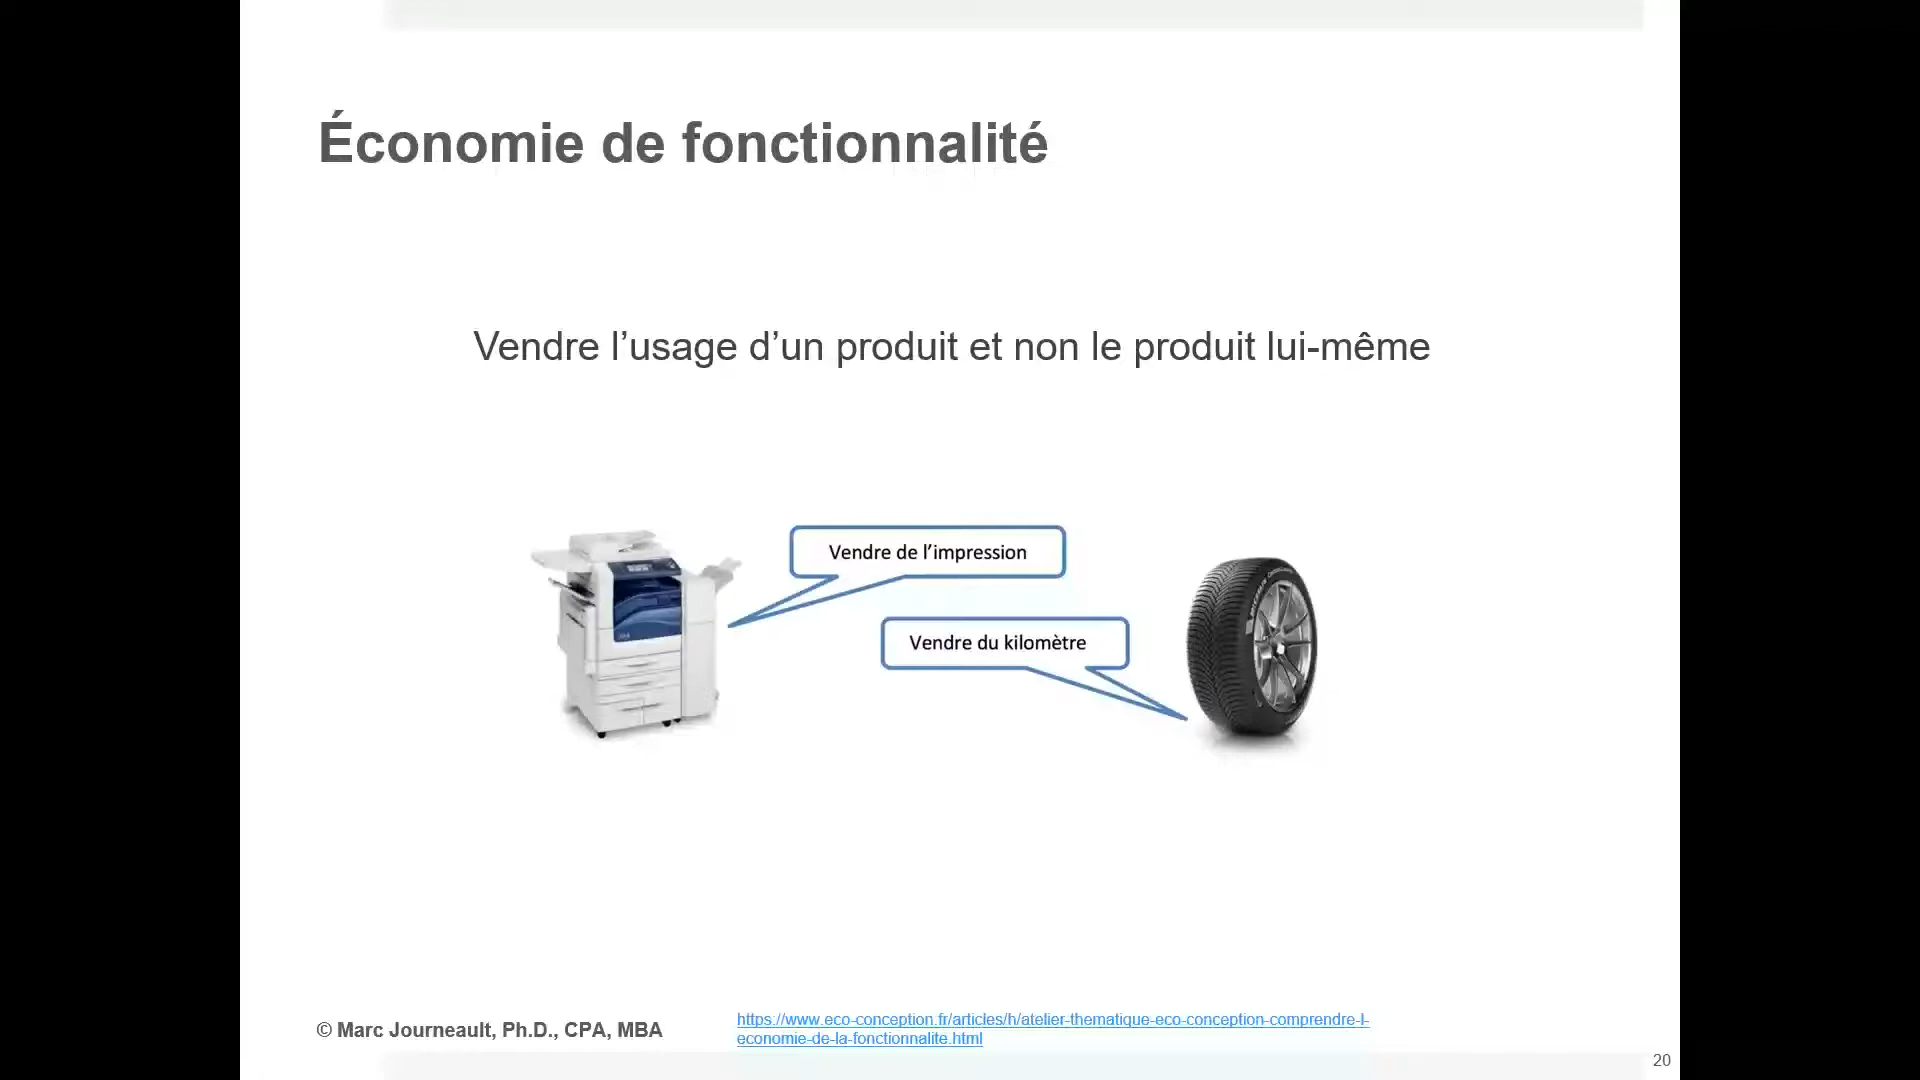 Économie de fonctionnalité
Vendre l’usage d’un produit et non le produit lui-même
Vendre de l’impression
Vendre du kilomètre
© Marc Journeault, Ph.D., CPA, MBA
https://www.eco-conception.fr/articles/h/atelier-thematique-eco-conception-comprendre-l-
economie-de-la-fonctionnalite.html
20